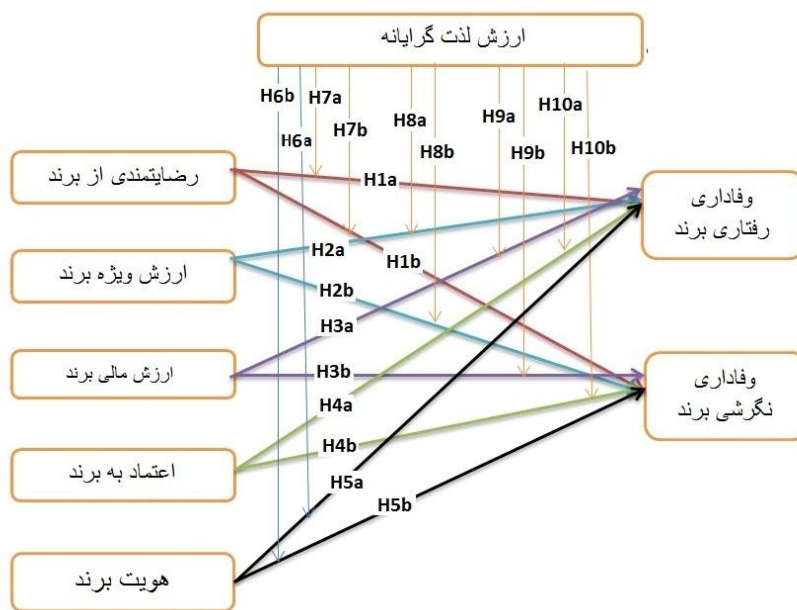 ارزش لذت گرایانه
H6b
H7a
H6a
H7b
H8a
H8b
H9a
H9b
H10a
H10b
رضایتمندی از برند
H1a
وفاداری
رفتاری برند
ارزش ویژه برند
H2a
H1b
H2b
H3a
ارزش مالی برند
H3b
وفاداری
نگرشی برند
H4a
اعتماد به برند
H4b
H5a
H5b
هویت برند